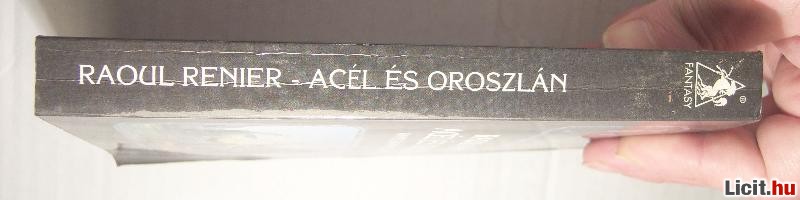 RAOUL RENIER - ACÉL ÉS OROSZLÁN
FANTASY
®
Licit.hu